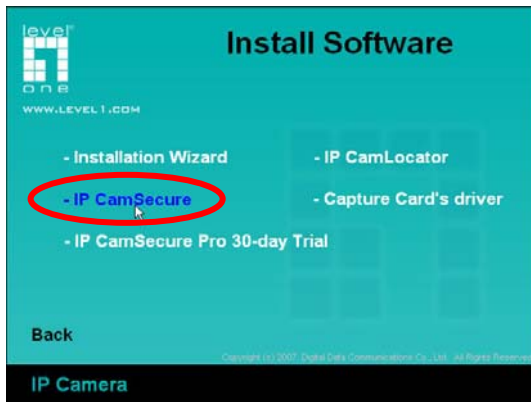 level
one
Install Software
WWW.LEVEL1.COM
- Installation Wizard
- IP CamLocator
- IP CamSecure
- Capture Card's driver
- IP CamSecure Pro 30-day Trial
Back
Copyright (c) 2007 Digital Data Communications Co., Ltd. All Rights Reserved
IP Camera